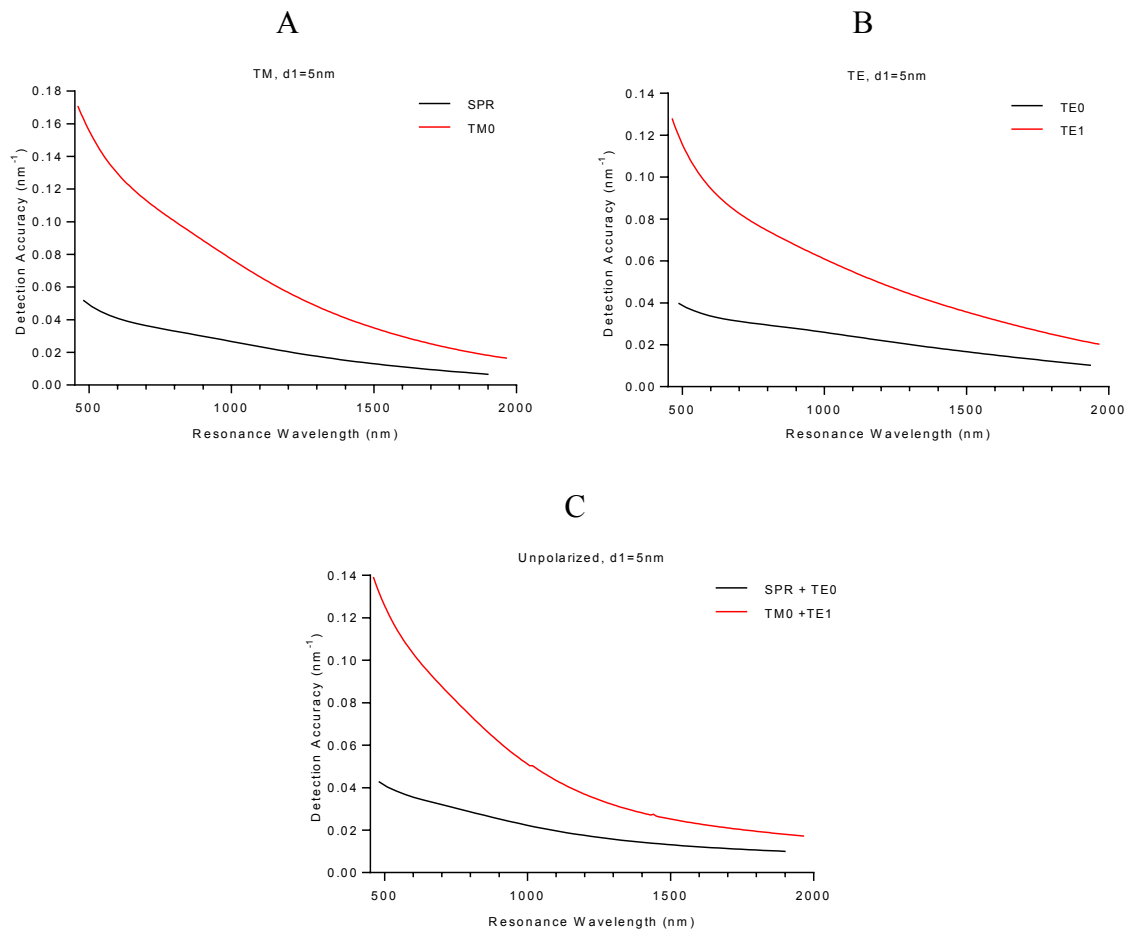 A
TM, d1=5nm
Detection Accuracy (nm⁻¹)
0.18
0.16
0.14
0.12
0.10
0.08
0.06
0.04
0.02
0.00
SPR
TM0
500
1000
1500
2000
Resonance Wavelength (nm)
B
TE, d1=5nm
Detection Accuracy (nm⁻¹)
0.14
0.12
0.10
0.08
0.06
0.04
0.02
0.00
TE0
TE1
500
1000
1500
2000
Resonance Wavelength (nm)
C
Unpolarized, d1=5nm
Detection Accuracy (nm⁻¹)
0.14
0.12
0.10
0.08
0.06
0.04
0.02
0.00
SPR + TE0
TM0 +TE1
500
1000
1500
2000
Resonance Wavelength (nm)